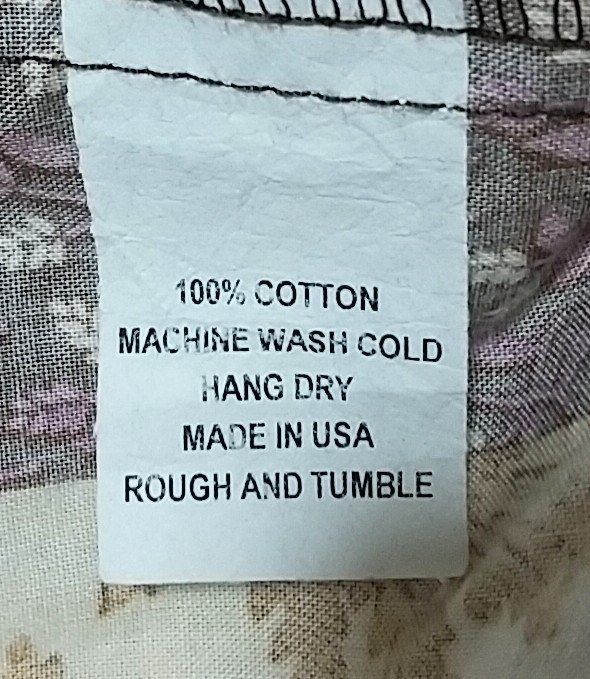 100% COTTON
MACHINE WASH COLD
HANG DRY
MADE IN USA
ROUGH AND TUMBLE